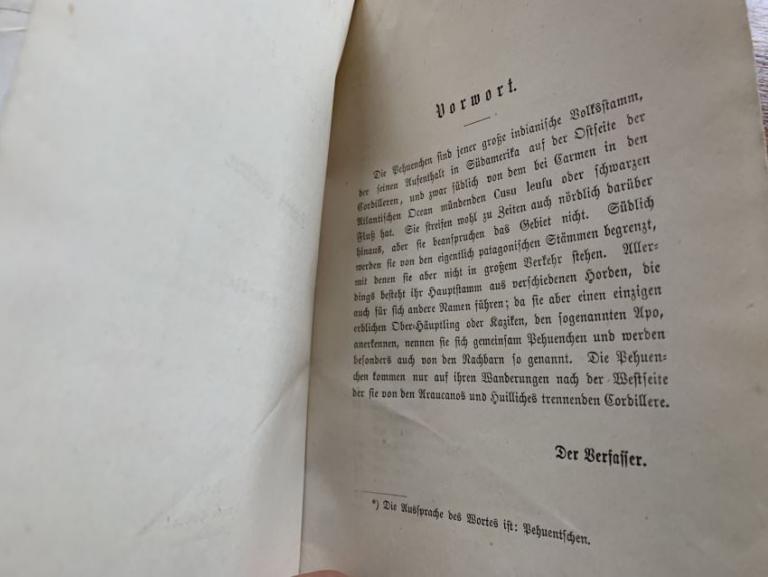 Vorwort.
Die Pehuenchen sind jener große indianische Volksstamm,
der seinen Aufenthalt in Südamerika auf der Ostseite der
Cordilleren, und zwar südlich von dem bei Carmen in den
Atlantischen Ocean mündenden Cusu leufu oder schwarzen
Fluß hat. Sie streifen wohl zu Zeiten auch nördlich darüber
hinaus, aber sie beanspruchen das Gebiet nicht. Südlich
werden sie von den eigentlich patagonischen Stämmen begrenzt,
mit denen sie aber nicht in großem Verkehr stehen. Aller-
dings besteht ihr Hauptstamm aus verschiedenen Horden, die
auch für sich andere Namen führen; da sie aber einen einzigen
erblichen Ober-Häuptling oder Kaziken, den sogenannten Apo,
anerkennen, nennen sie sich gemeinsam Pehuenchen und werden
besonders auch von den Nachbarn so genannt. Die Pehuen-
chen kommen nur auf ihren Wanderungen nach der Westseite
der sie von den Araucanos und Huilliches trennenden Cordillere.
Der Verfasser.
*) Die Aussprache des Wortes ist: Pehuentschen.